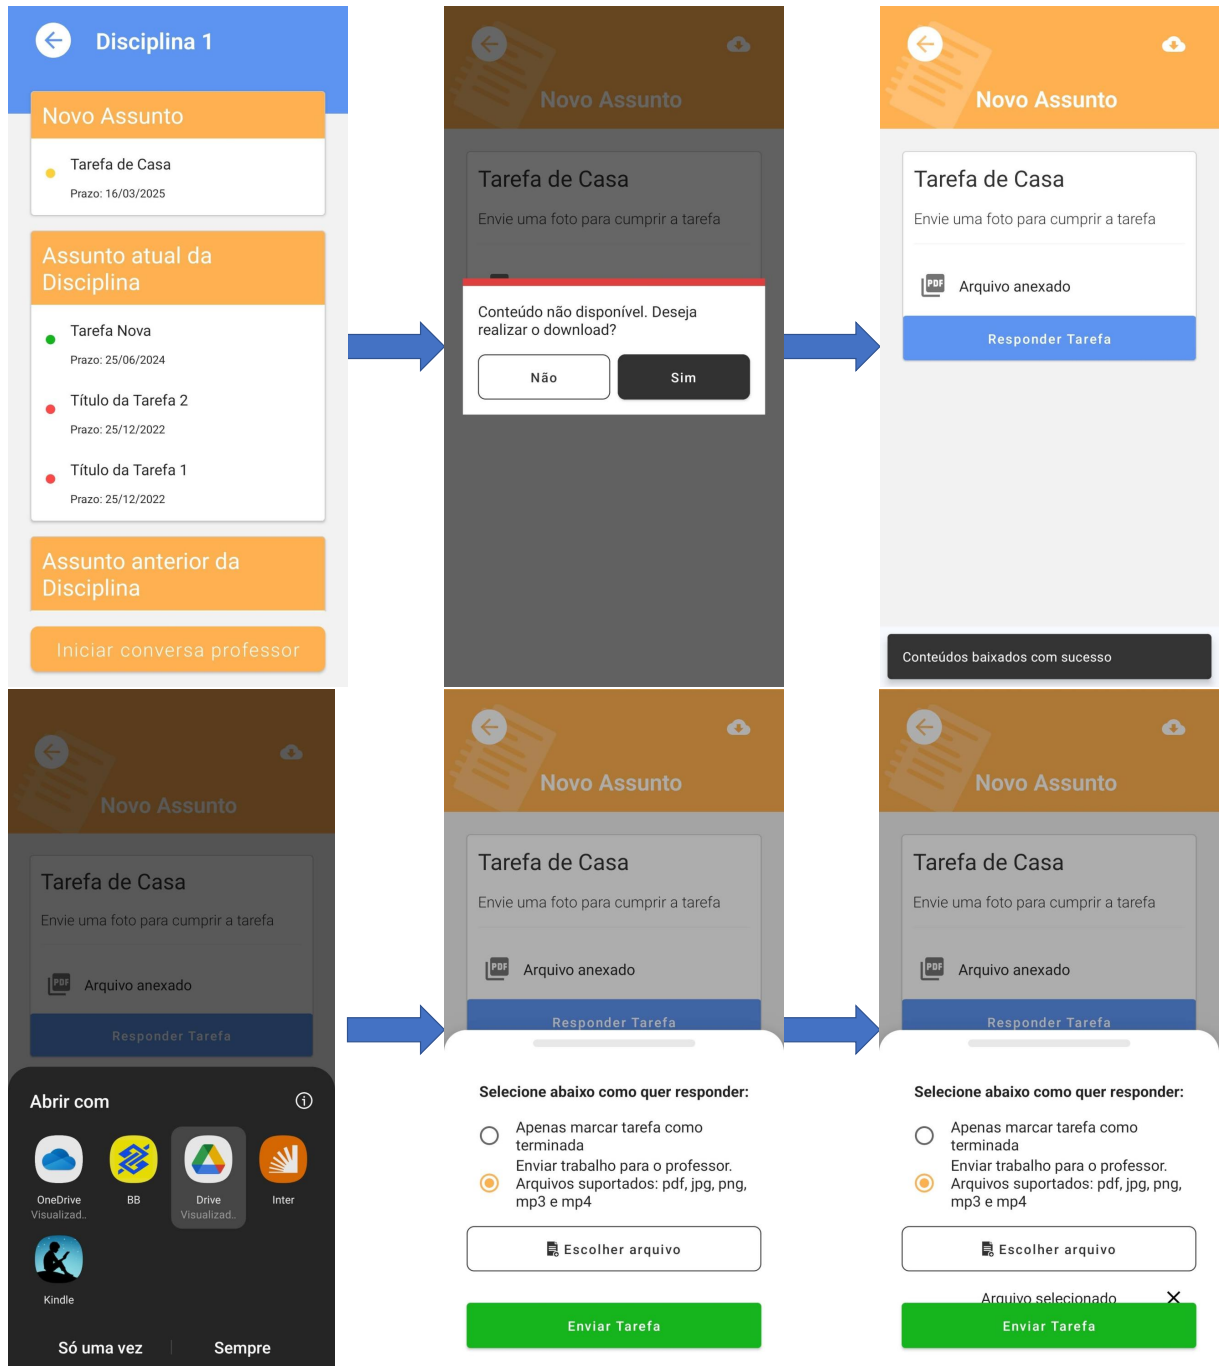 Disciplina 1
Novo Assunto
Tarefa de Casa
Prazo: 16/03/2025
Assunto atual da
Disciplina
Tarefa Nova
Prazo: 25/06/2024
Título da Tarefa 2
Prazo: 25/12/2022
Título da Tarefa 1
Prazo: 25/12/2022
Assunto anterior da
Disciplina
Iniciar conversa professor
Novo Assunto
Tarefa de Casa
Envie uma foto para cumprir a tarefa
Conteúdo não disponível. Deseja
realizar o download?
Não
Sim
Novo Assunto
Tarefa de Casa
Envie uma foto para cumprir a tarefa
PDF
Arquivo anexado
Responder Tarefa
Conteúdos baixados com sucesso
Novo Assunto
Tarefa de Casa
Envie uma foto para cumprir a tarefa
PDF
Arquivo anexado
Responder Tarefa
Abrir com
OneDrive
Visualizad..
BB
Drive
Visualizad..
Inter
Kindle
Só uma vez
Sempre
Novo Assunto
Tarefa de Casa
Envie uma foto para cumprir a tarefa
PDF
Arquivo anexado
Responder Tarefa
Selecione abaixo como quer responder:
Apenas marcar tarefa como
terminada
Enviar trabalho para o professor.
Arquivos suportados: pdf, jpg, png,
mp3 e mp4
Escolher arquivo
Enviar Tarefa
Novo Assunto
Tarefa de Casa
Envie uma foto para cumprir a tarefa
PDF
Arquivo anexado
Responder Tarefa
Selecione abaixo como quer responder:
Apenas marcar tarefa como
terminada
Enviar trabalho para o professor.
Arquivos suportados: pdf, jpg, png,
mp3 e mp4
Escolher arquivo
Arquivo selecionado
Enviar Tarefa